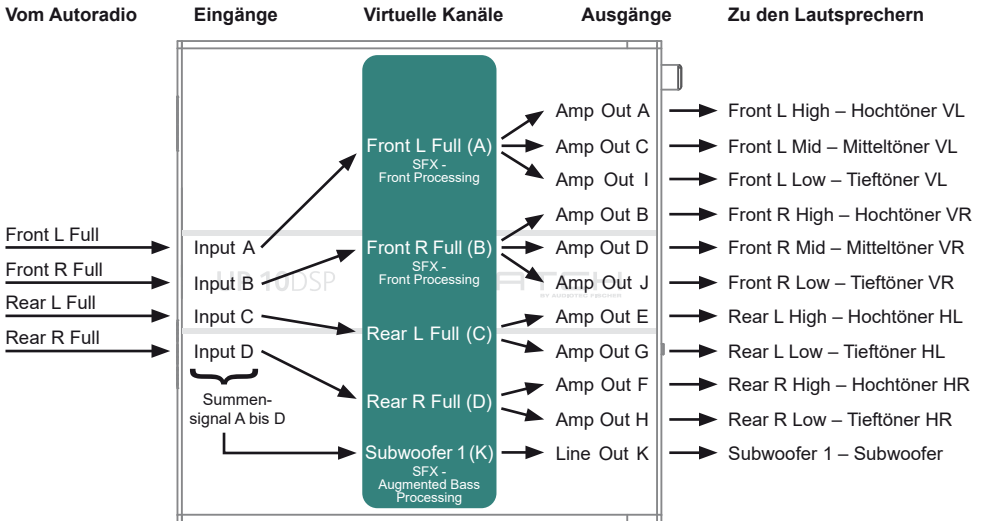 Vom Autoradio
Eingänge
Virtuelle Kanäle
Ausgänge
Zu den Lautsprechern
Front L Full
Front R Full
Rear L Full
Rear R Full
Input A
Input B
Input C
Input D
Summen-
signal A bis D
Front L Full (A)
SFX -
Front Processing
Front R Full (B)
SFX -
Front Processing
Rear L Full (C)
Rear R Full (D)
Subwoofer 1 (K)
SFX -
Augmented Bass
Processing
Amp Out A
Amp Out C
Amp Out I
Amp Out B
Amp Out D
Amp Out J
Amp Out E
Amp Out G
Amp Out F
Amp Out H
Line Out K
Front L High – Hochtöner VL
Front L Mid – Mitteltöner VL
Front L Low – Tieftöner VL
Front R High – Hochtöner VR
Front R Mid – Mitteltöner VR
Front R Low – Tieftöner VR
Rear L High – Hochtöner HL
Rear L Low – Tieftöner HL
Rear R High – Hochtöner HR
Rear R Low – Tieftöner HR
Subwoofer 1 – Subwoofer
10DSP
BY AUDIOTEC FISCHER